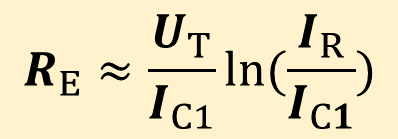 R_E ≈ U_T/I_C1 ln(I_R/I_C1)